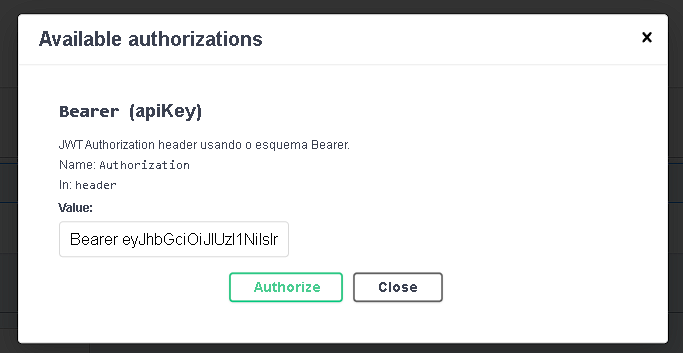 Available authorizations
×
Bearer (apiKey)
JWT Authorization header usando o esquema Bearer.
Name: Authorization
In: header
Value:
Bearer eyJhbGciOiJIUzI1NiIsIr
Authorize
Close